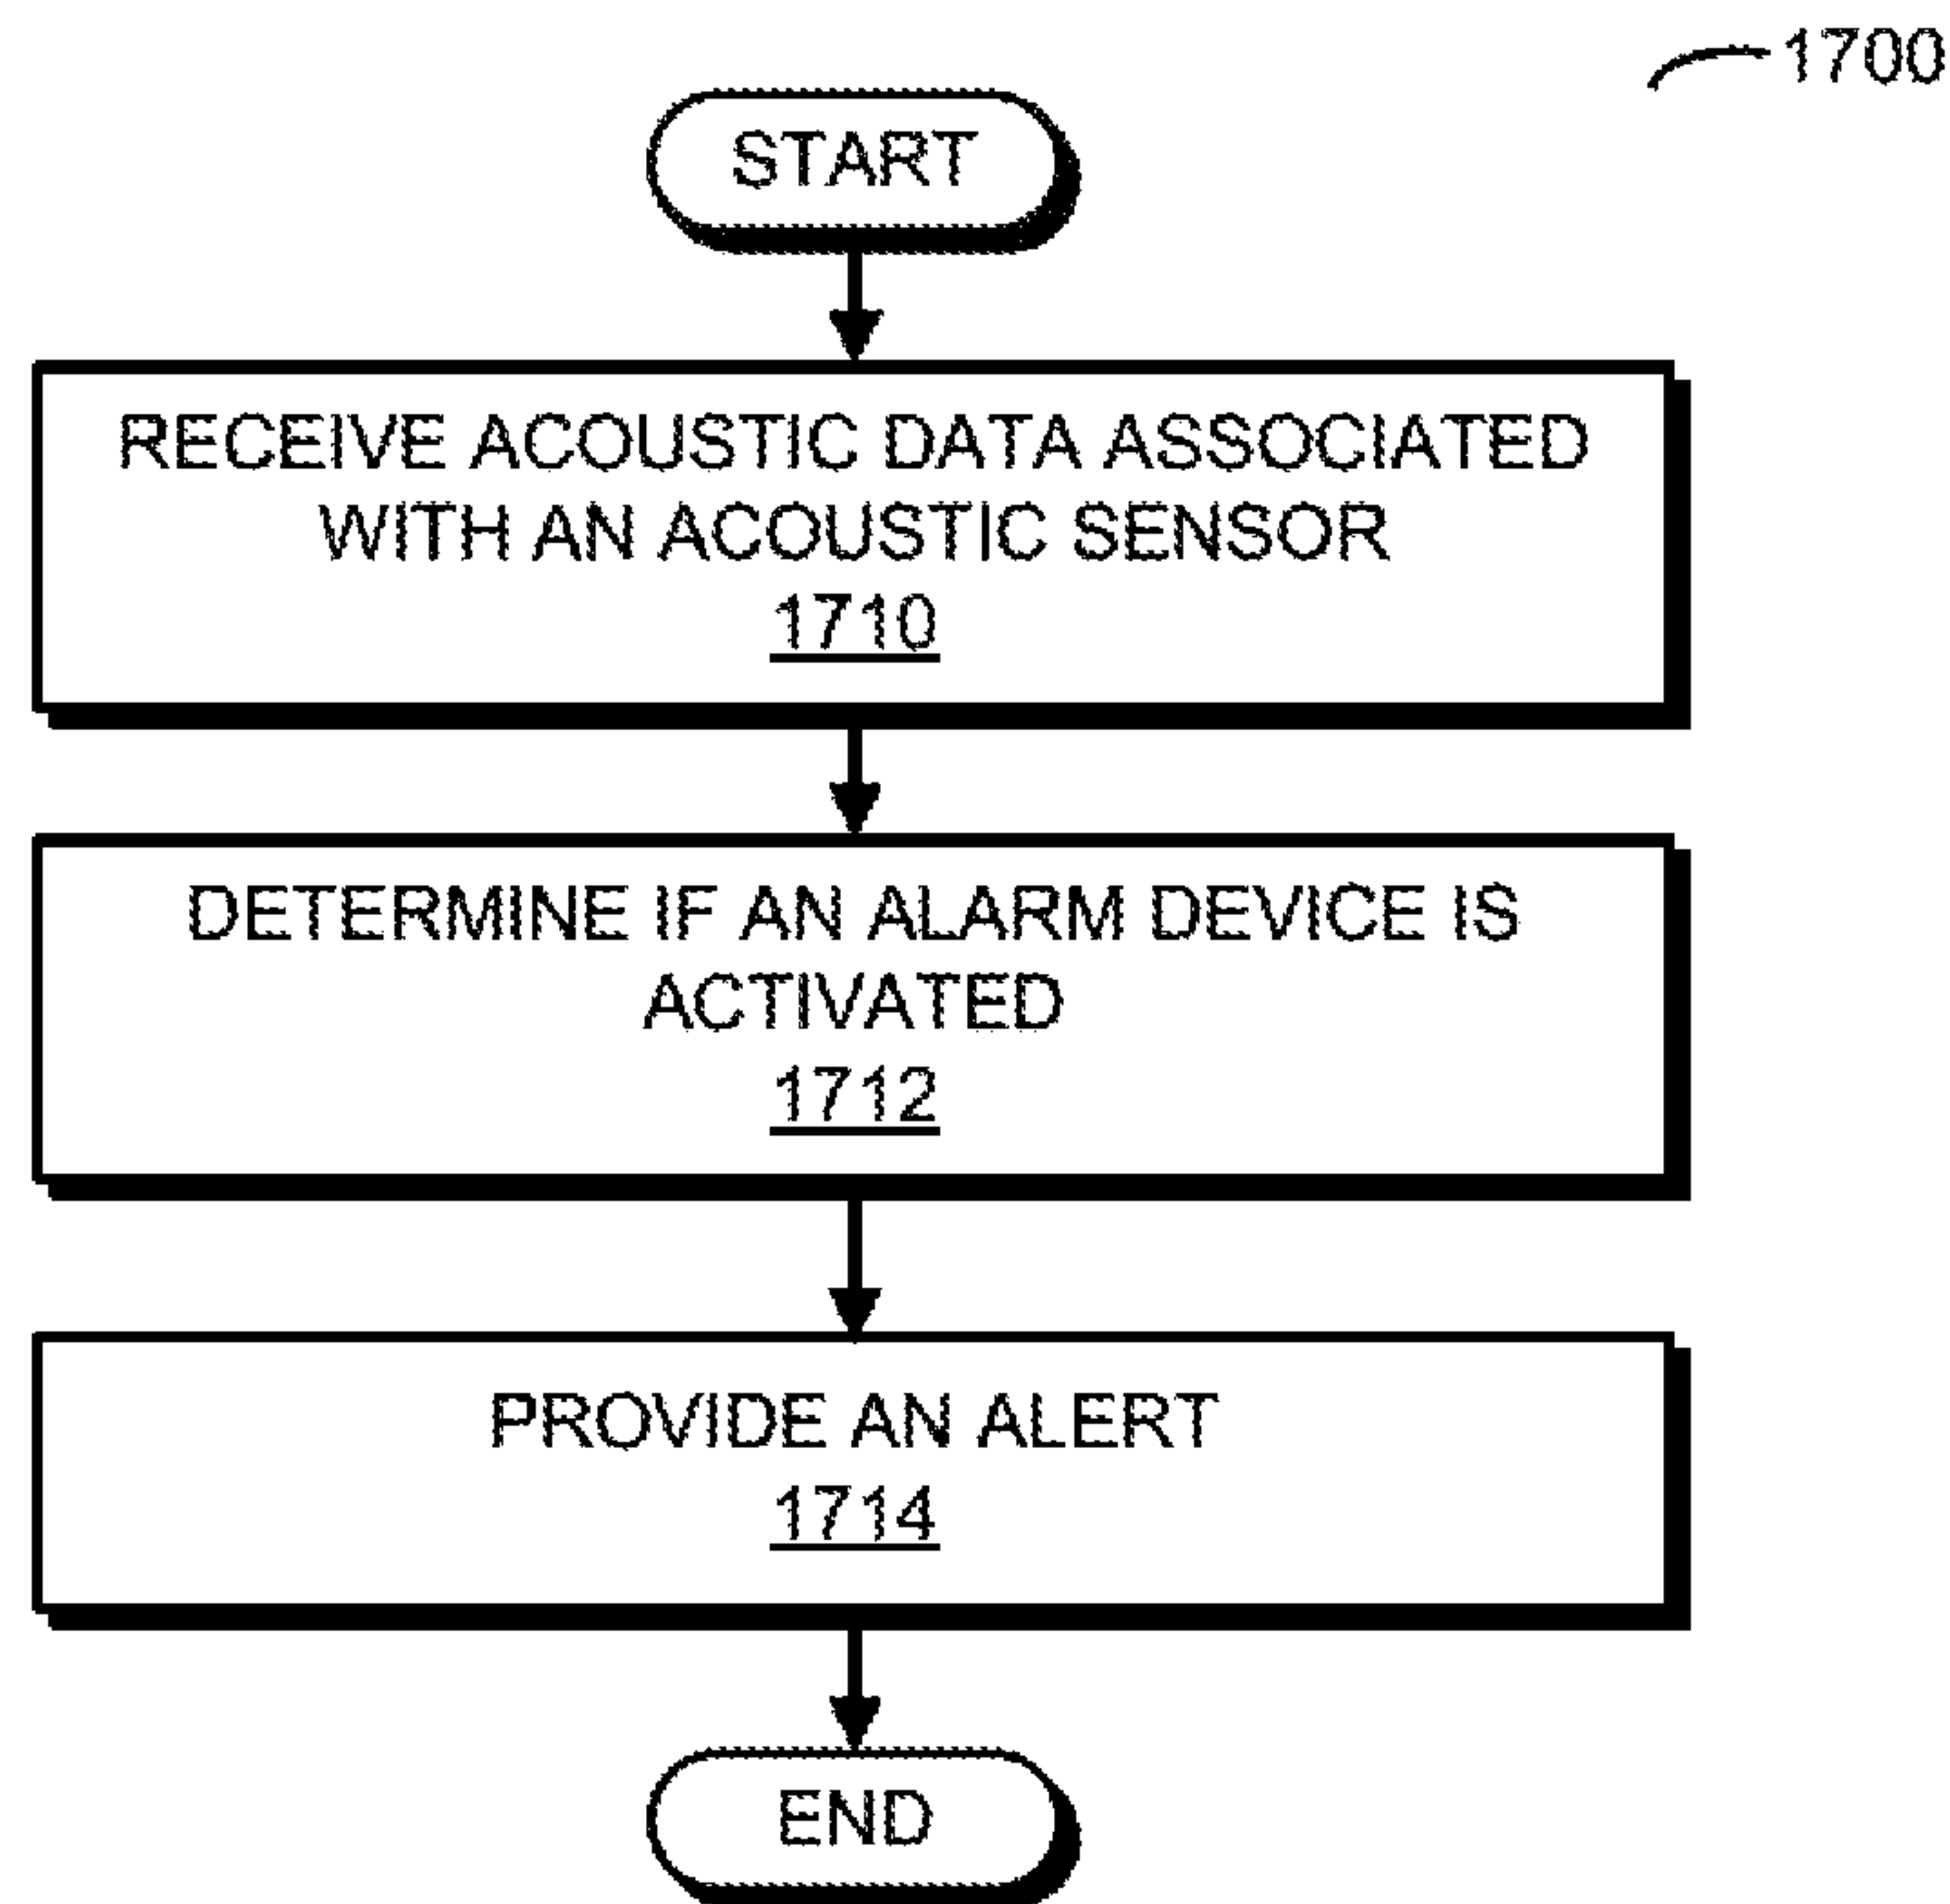 1700
START
RECEIVE ACOUSTIC DATA ASSOCIATED
WITH AN ACOUSTIC SENSOR
1710
DETERMINE IF AN ALARM DEVICE IS
ACTIVATED
1712
PROVIDE AN ALERT
1714
END